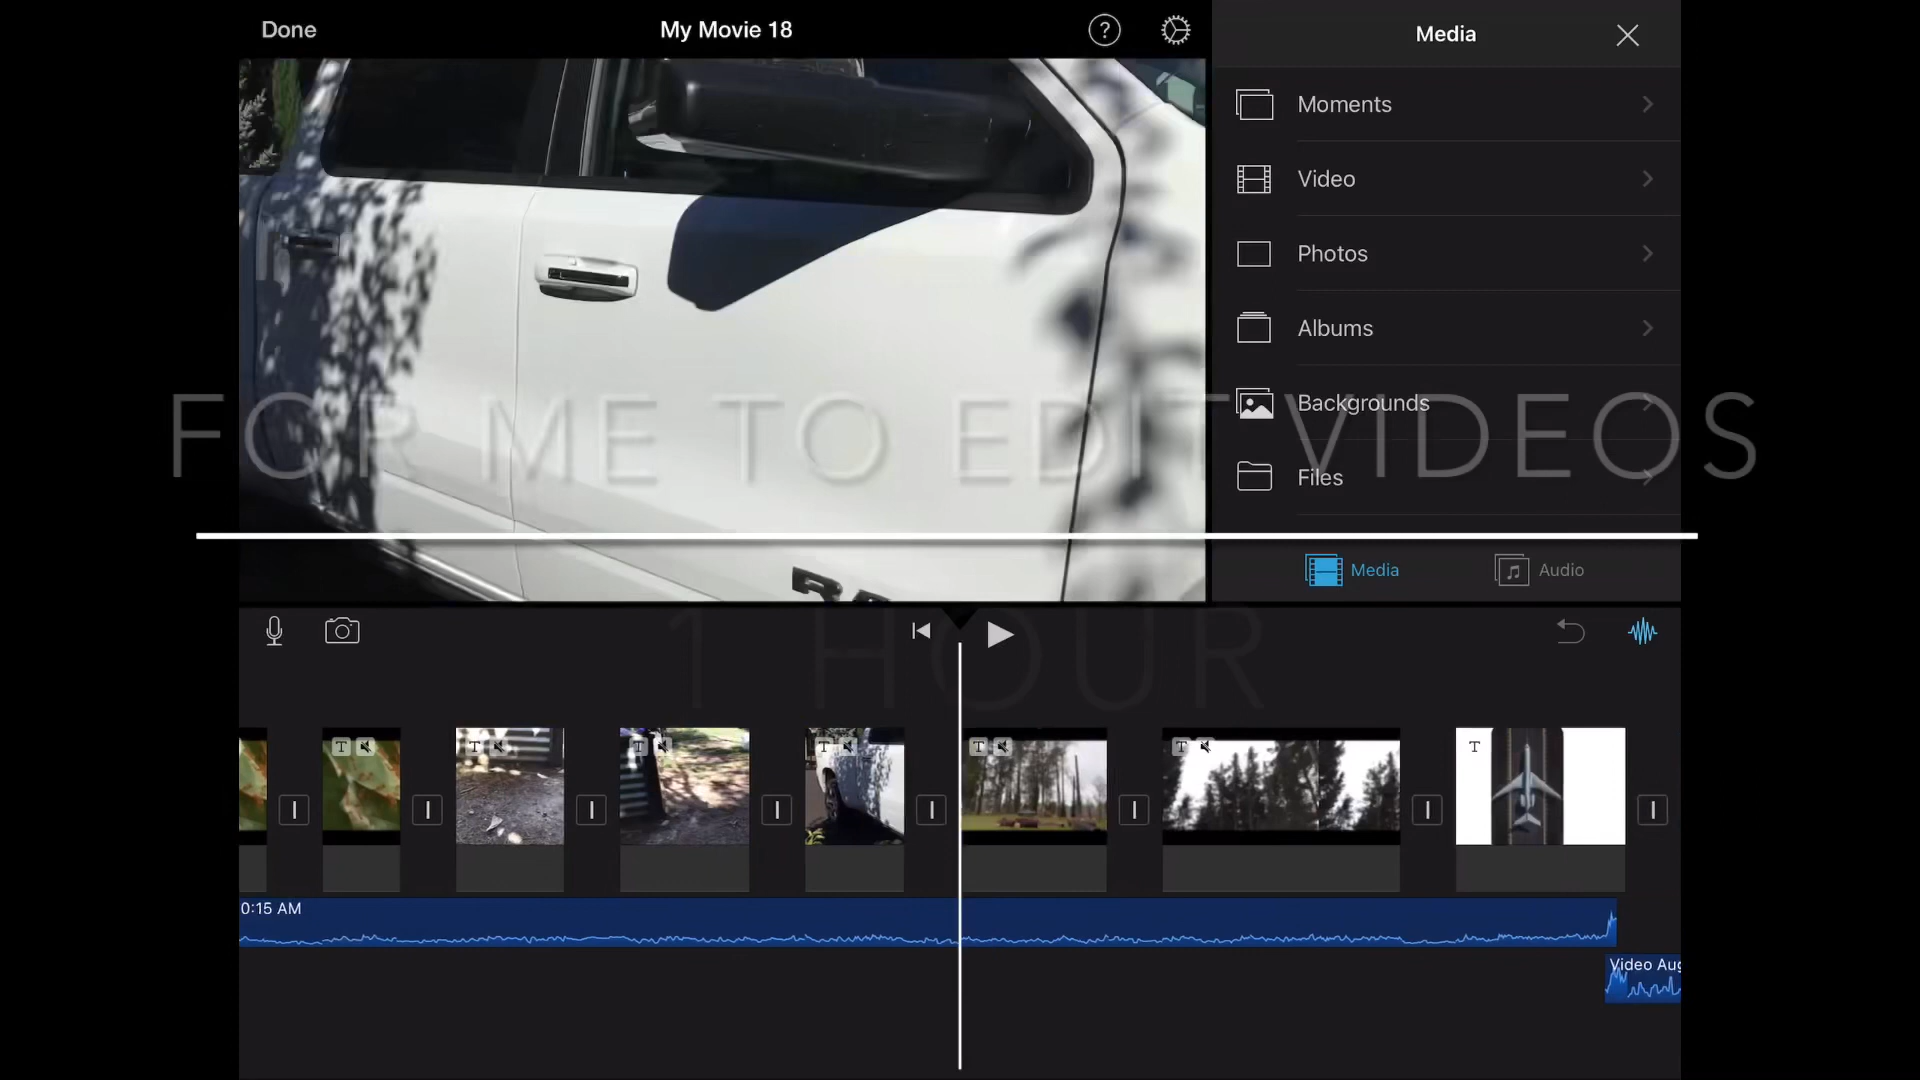 Done
My Movie 18
Media
Moments
Video
Photos
Albums
Backgrounds
Files
FOR ME TO EDIT VIDEOS
Media
Audio
1 HOUR
T
T
T
T
T
T
T
0:15 AM
Video Aug